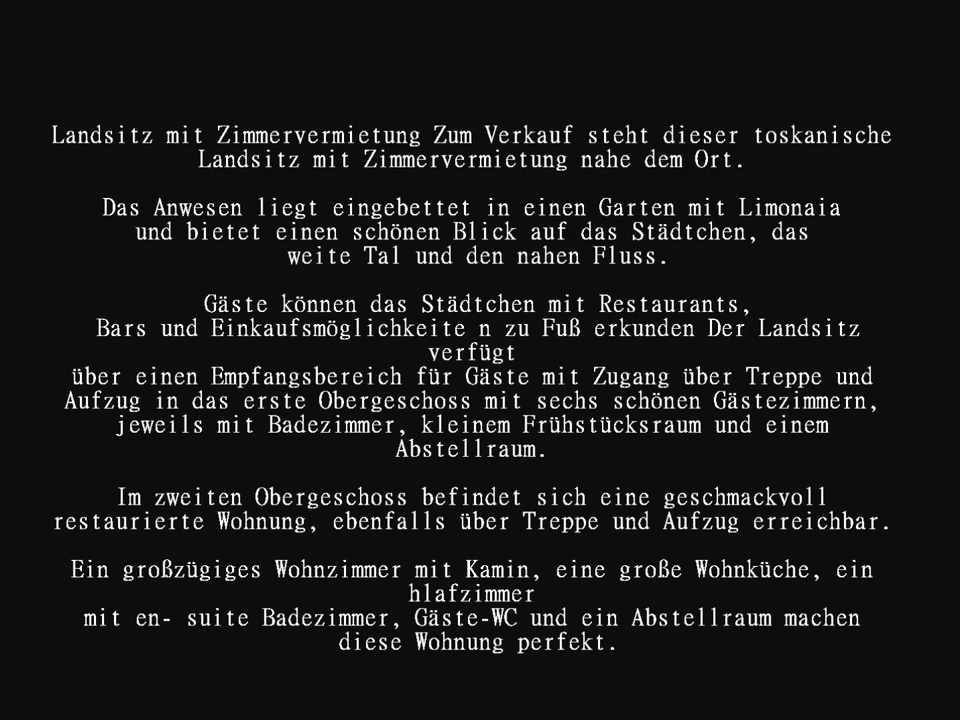 Landsitz mit Zimmervermietung Zum Verkauf steht dieser toskanische
Landsitz mit Zimmervermietung nahe dem Ort.
Das Anwesen liegt eingebettet in einen Garten mit Limonaia
und bietet einen schönen Blick auf das Städtchen, das
weite Tal und den nahen Fluss.
Gäste können das Städtchen mit Restaurants,
Bars und Einkaufsmöglichkeite n zu Fuß erkunden Der Landsitz
verfügt
über einen Empfangsbereich für Gäste mit Zugang über Treppe und
Aufzug in das erste Obergeschoss mit sechs schönen Gästezimmern,
jeweils mit Badezimmer, kleinem Frühstücksraum und einem
Abstellraum.
Im zweiten Obergeschoss befindet sich eine geschmackvoll
restaurierte Wohnung, ebenfalls über Treppe und Aufzug erreichbar.
Ein großzügiges Wohnzimmer mit Kamin, eine große Wohnküche, ein
hlafzimmer
mit en- suite Badezimmer, Gäste-WC und ein Abstellraum machen
diese Wohnung perfekt.